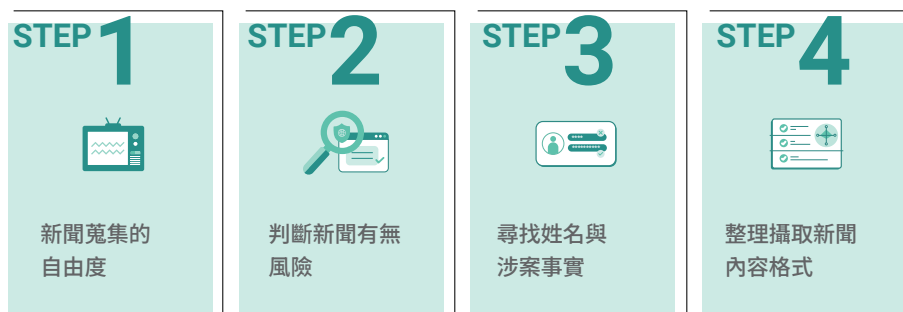 STEP 1
新聞蒐集的
自由度
STEP 2
判斷新聞有無
風險
STEP 3
尋找姓名與
涉案事實
STEP 4
整理攝取新聞
內容格式